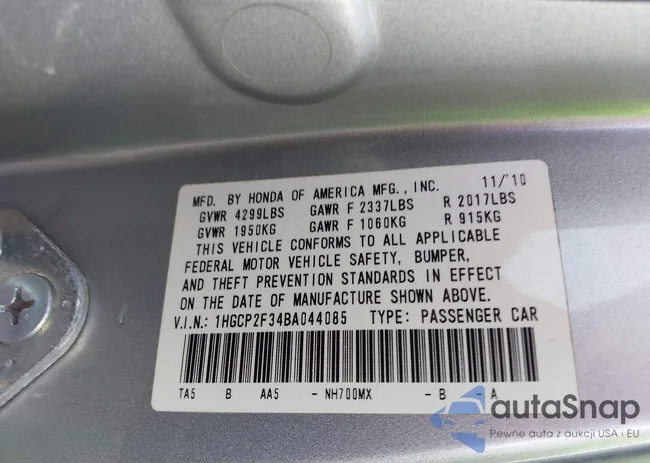 MFD. BY HONDA OF AMERICA MFG., INC. 11/'10
GVWR 4299LBS GAWR F 2337LBS R 2017LBS
GVWR 1950KG GAWR F 1060KG R 915KG
THIS VEHICLE CONFORMS TO ALL APPLICABLE
FEDERAL MOTOR VEHICLE SAFETY, BUMPER,
AND THEFT PREVENTION STANDARDS IN EFFECT
ON THE DATE OF MANUFACTURE SHOWN ABOVE.
V.I.N.: 1HGCP2F34BA044085 TYPE: PASSENGER CAR
TA5 B AA5 - NH700MX - B - A
autaSnap
Pewne auta z aukcji USA i EU